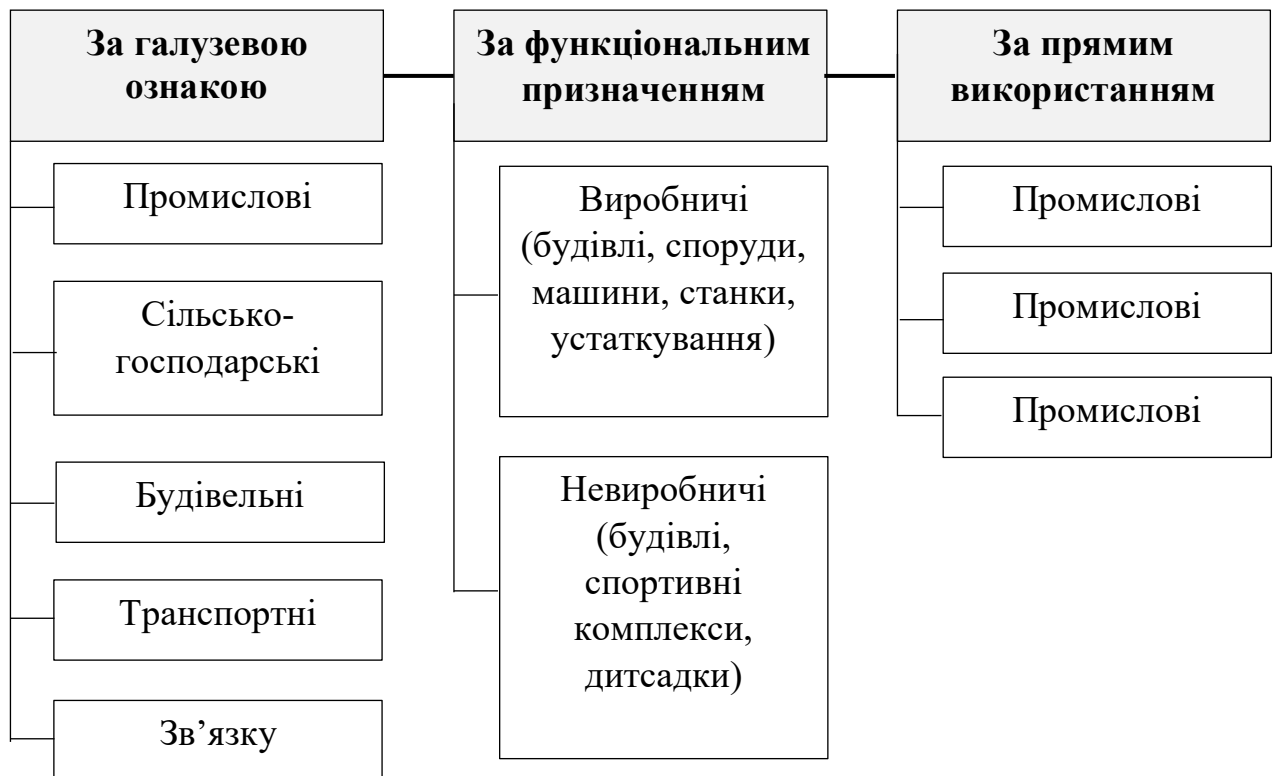 За галузевою
ознакою
Промислові
Сільсько-
господарські
Будівельні
Транспортні
Зв’язку
За функціональним
призначенням
Виробничі
(будівлі, споруди,
машини, станки,
устаткування)
Невиробничі
(будівлі,
спортивні
комплекси,
дитсадки)
За прямим
використанням
Промислові
Промислові
Промислові